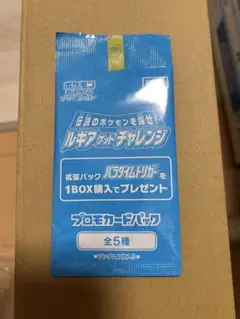 伝説のポケモンを探せ!
ルギアゲットチャレンジ
拡張パック パラダイムトリガー を
1BOX購入でプレゼント
プロモカードパック
全5種